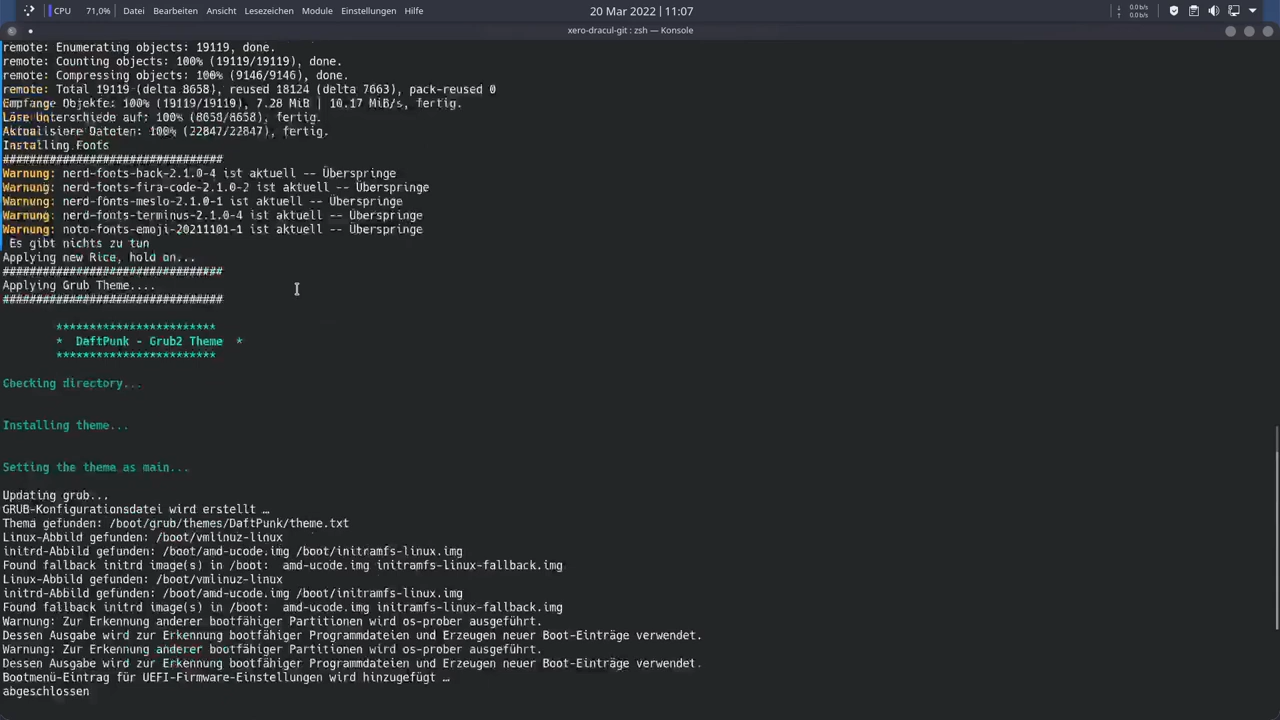 CPU 71,0% Datei Bearbeiten Ansicht Lesezeichen Module Einstellungen Hilfe 20 Mar 2022 | 11:07 ↑ 0.0 b/s
↓ 0.0 b/s
xero-dracul-git : zsh — Konsole
remote: Enumerating objects: 19119, done.
remote: Counting objects: 100% (19119/19119), done.
remote: Compressing objects: 100% (9146/9146), done.
remote: Total 19119 (delta 8658), reused 18124 (delta 7663), pack-reused 0
Empfange Objekte: 100% (19119/19119), 7.28 MiB | 10.17 MiB/s, fertig.
Löse Unterschiede auf: 100% (8658/8658), fertig.
Aktualisiere Dateien: 100% (22847/22847), fertig.
Installing Fonts
#################################
Warnung: nerd-fonts-hack-2.1.0-4 ist aktuell -- Überspringe
Warnung: nerd-fonts-fira-code-2.1.0-2 ist aktuell -- Überspringe
Warnung: nerd-fonts-meslo-2.1.0-1 ist aktuell -- Überspringe
Warnung: nerd-fonts-terminus-2.1.0-4 ist aktuell -- Überspringe
Warnung: noto-fonts-emoji-20211101-1 ist aktuell -- Überspringe
Es gibt nichts zu tun
Applying new Rice, hold on...
#################################
Applying Grub Theme....
#################################
************************
* DaftPunk - Grub2 Theme *
************************
Checking directory...
Installing theme...
Setting the theme as main...
Updating grub...
GRUB-Konfigurationsdatei wird erstellt …
Thema gefunden: /boot/grub/themes/DaftPunk/theme.txt
Linux-Abbild gefunden: /boot/vmlinuz-linux
initrd-Abbild gefunden: /boot/amd-ucode.img /boot/initramfs-linux.img
Found fallback initrd image(s) in /boot:  amd-ucode.img initramfs-linux-fallback.img
Linux-Abbild gefunden: /boot/vmlinuz-linux
initrd-Abbild gefunden: /boot/amd-ucode.img /boot/initramfs-linux.img
Found fallback initrd image(s) in /boot:  amd-ucode.img initramfs-linux-fallback.img
Warnung: Zur Erkennung anderer bootfähiger Partitionen wird os-prober ausgeführt.
Dessen Ausgabe wird zur Erkennung bootfähiger Programmdateien und Erzeugen neuer Boot-Einträge verwendet.
Warnung: Zur Erkennung anderer bootfähiger Partitionen wird os-prober ausgeführt.
Dessen Ausgabe wird zur Erkennung bootfähiger Programmdateien und Erzeugen neuer Boot-Einträge verwendet.
Bootmenü-Eintrag für UEFI-Firmware-Einstellungen wird hinzugefügt …
abgeschlossen